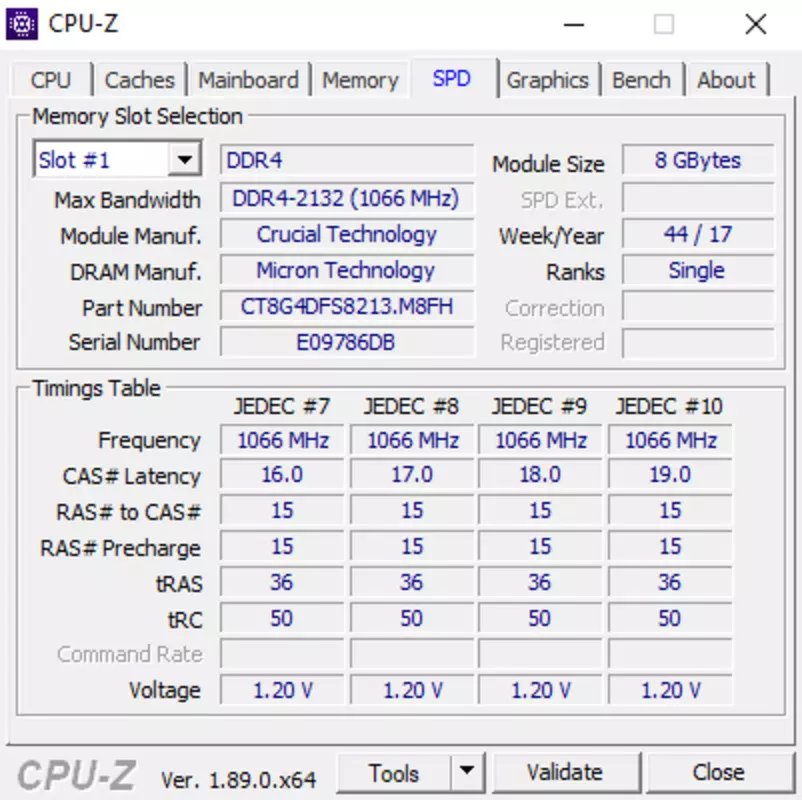 CPU-Z
CPU Caches Mainboard Memory SPD Graphics Bench About
Memory Slot Selection
Slot #1 DDR4 Module Size 8 GBytes
Max Bandwidth DDR4-2132 (1066 MHz) SPD Ext.
Module Manuf. Crucial Technology Week/Year 44 / 17
DRAM Manuf. Micron Technology Ranks Single
Part Number CT8G4DFS8213.M8FH Correction
Serial Number E09786DB Registered
Timings Table
JEDEC #7 JEDEC #8 JEDEC #9 JEDEC #10
Frequency 1066 MHz 1066 MHz 1066 MHz 1066 MHz
CAS# Latency 16.0 17.0 18.0 19.0
RAS# to CAS# 15 15 15 15
RAS# Precharge 15 15 15 15
tRAS 36 36 36 36
tRC 50 50 50 50
Command Rate
Voltage 1.20 V 1.20 V 1.20 V 1.20 V
CPU-Z Ver. 1.89.0.x64 Tools Validate Close